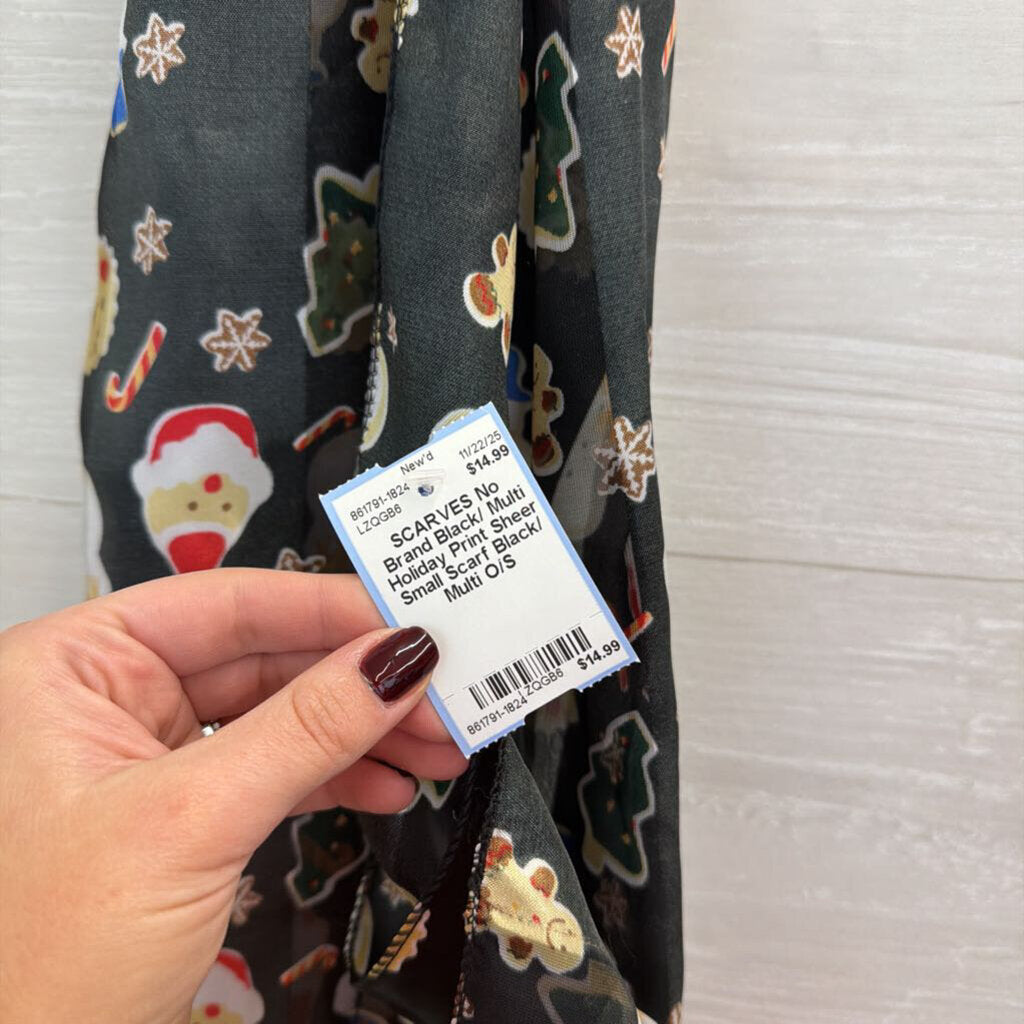 New'd 11/22/25
861791-1824 $14.99
LZQGB6
SCARVES No
Brand Black/ Multi
Holiday Print Sheer
Small Scarf Black/
Multi O/S
861791-1824 LZQGB6 $14.99